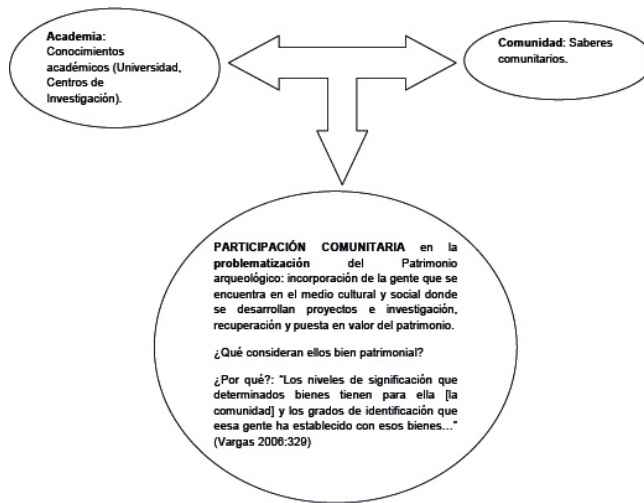 Academia:
Conocimientos
académicos (Universidad,
Centros de
Investigación).
Comunidad: Saberes
comunitarios.
PARTICIPACIÓN COMUNITARIA en la
problematización del Patrimonio
arqueológico: incorporación de la gente que se
encuentra en el medio cultural y social donde
se desarrollan proyectos e investigación,
recuperación y puesta en valor del patrimonio.
¿Qué consideran ellos bien patrimonial?
¿Por qué?: "Los niveles de significación que
determinados bienes tienen para ella [la
comunidad] y los grados de identificación que
eesa gente ha establecido con esos bienes..."
(Vargas 2006:329)